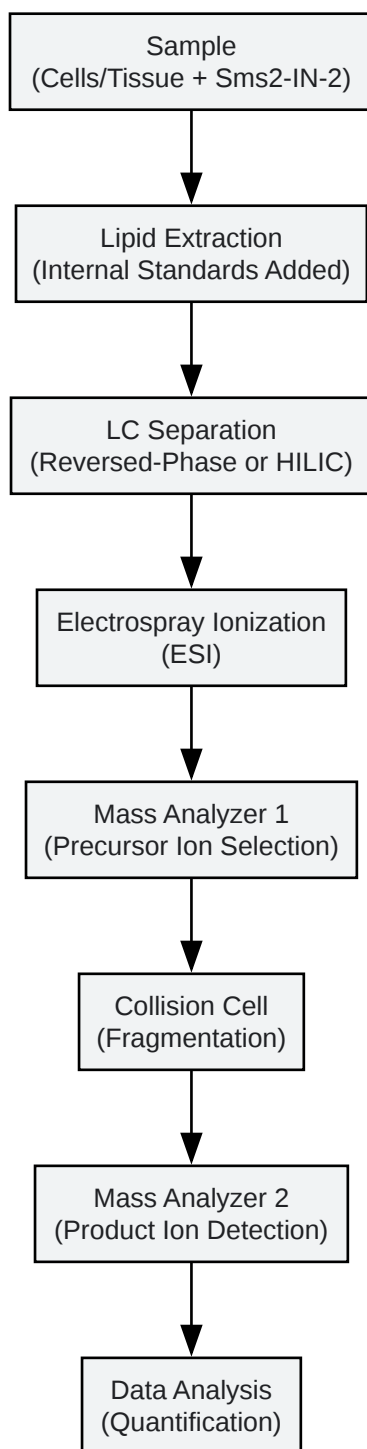 Sample
(Cells/Tissue + Sms2-IN-2)
Lipid Extraction
(Internal Standards Added)
LC Separation
(Reversed-Phase or HILIC)
Electrospray Ionization
(ESI)
Mass Analyzer 1
(Precursor Ion Selection)
Collision Cell
(Fragmentation)
Mass Analyzer 2
(Product Ion Detection)
Data Analysis
(Quantification)